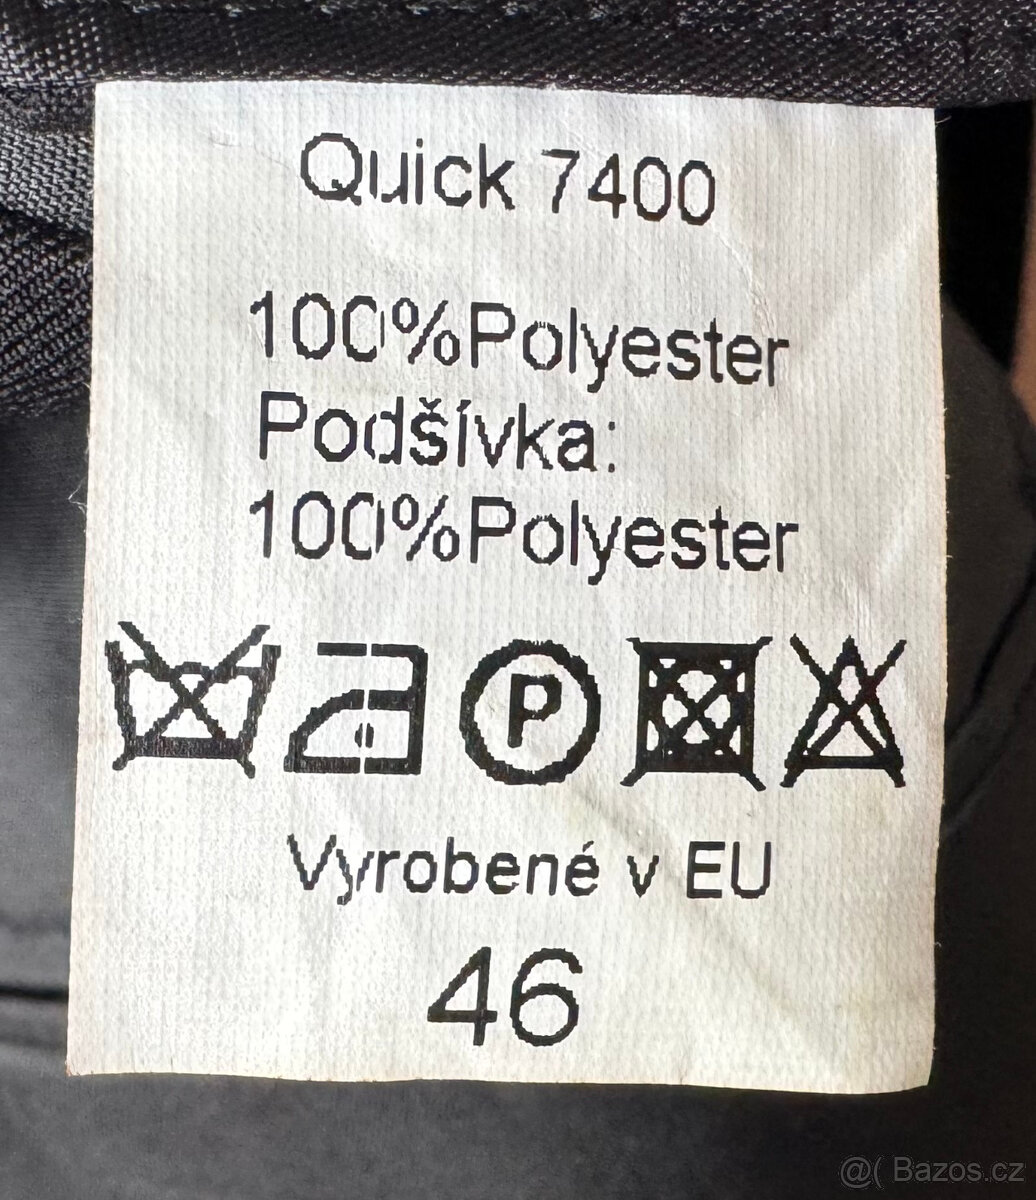 Quick 7400
100%Polyester
Podšívka:
100%Polyester
P
Vyrobené v EU
46
@( Bazos.cz